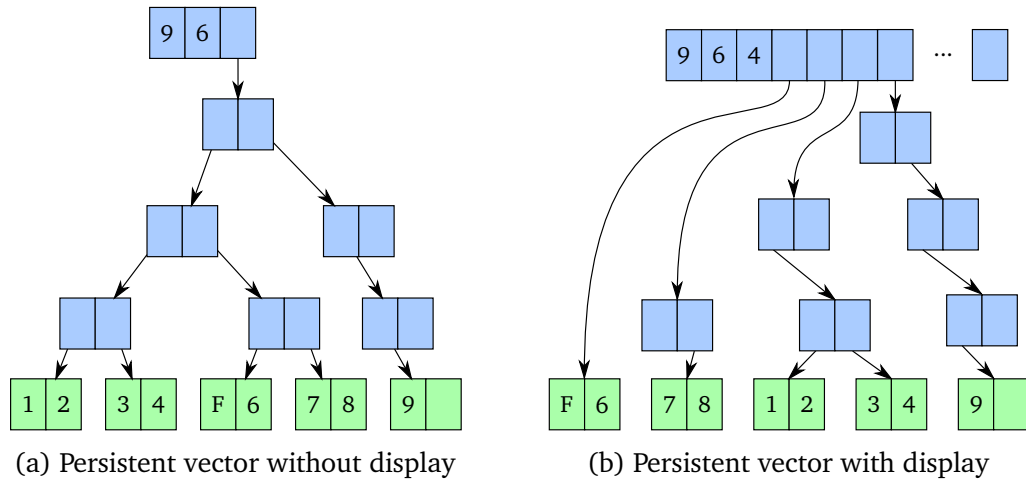 9 6
1 2 3 4 F 6 7 8 9
(a) Persistent vector without display
9 6 4 ...
F 6 7 8 1 2 3 4 9
(b) Persistent vector with display